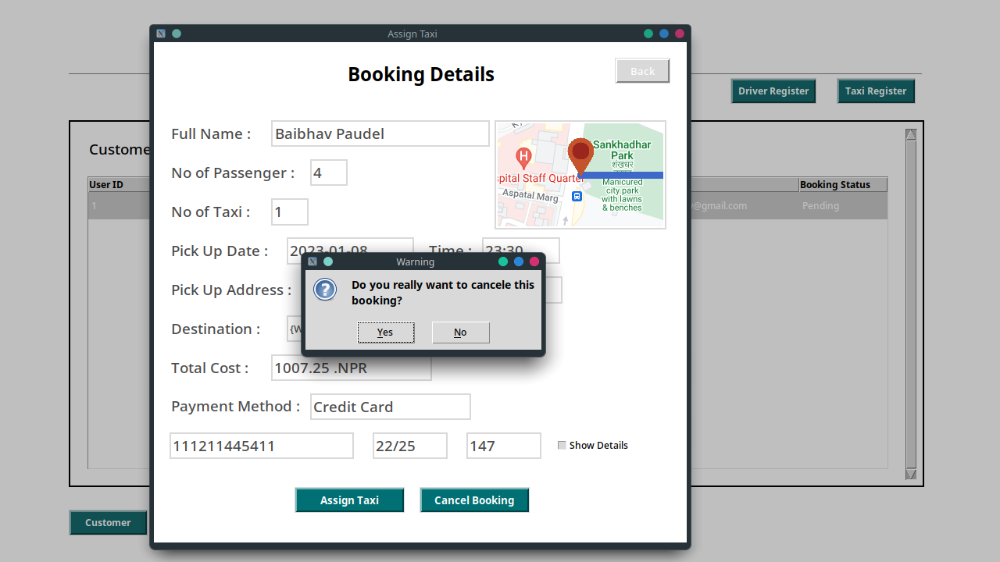 Assign Taxi
Booking Details
Back
Driver Register
Taxi Register
Full Name :
Baibhav Paudel
No of Passenger :
4
No of Taxi :
1
Sankhadhar
Park
शंखधर
spital Staff Quarter
Aspatal Marg
Manicured
city park
with lawns
& benches
H
Custome
User ID
Booking Status
1
@gmail.com
Pending
Pick Up Date :
2023-01-08
Time :
23:30
Warning
Do you really want to cancele this
booking?
Yes
No
Pick Up Address :
Destination :
Total Cost :
1007.25 .NPR
Payment Method :
Credit Card
111211445411
22/25
147
Show Details
Assign Taxi
Cancel Booking
Customer